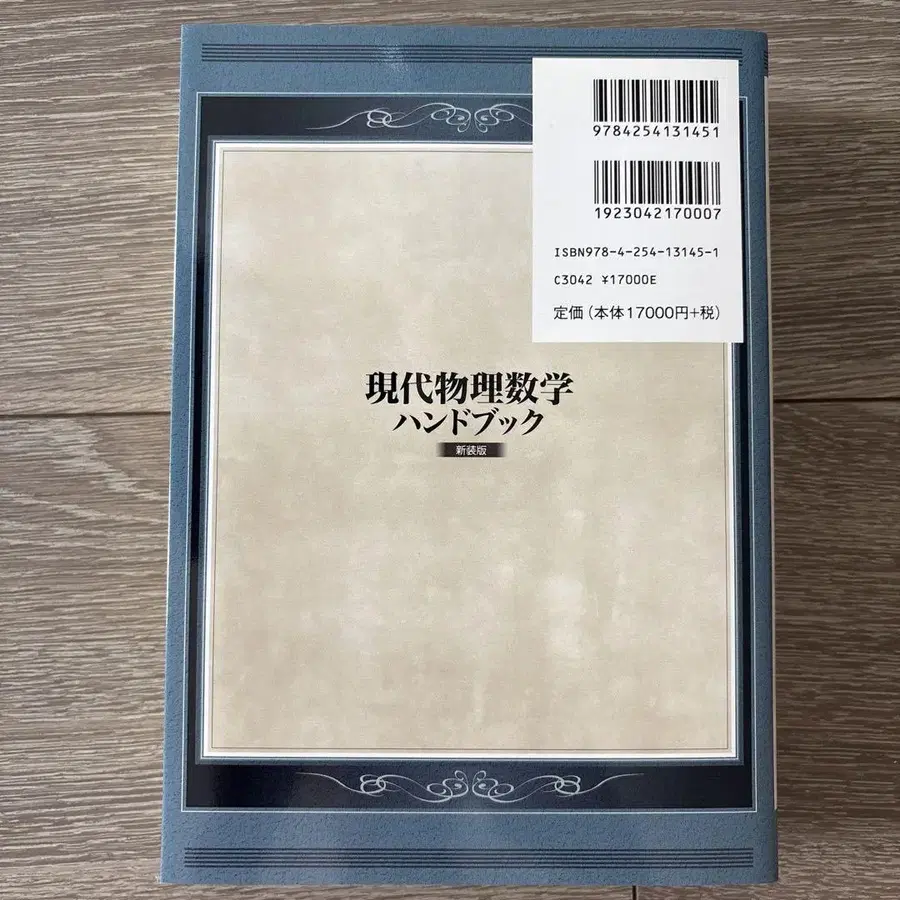 9784254131451
1923042170007
ISBN978-4-254-13145-1
C3042 ¥17000E
定価(本体17000円+税)
現代物理数学
ハンドブック
新装版